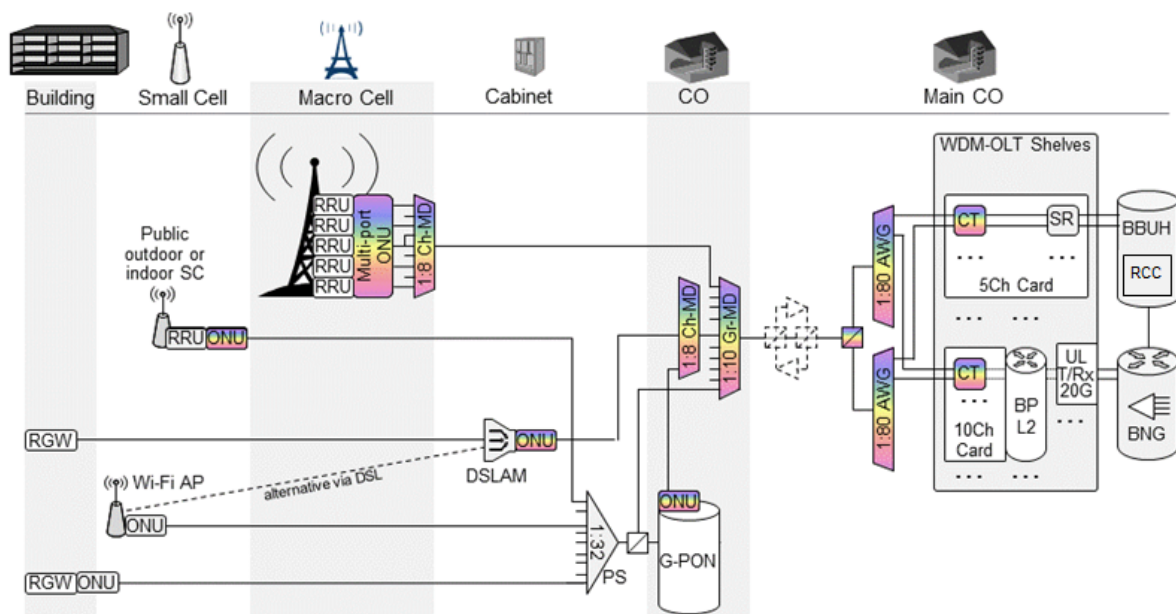 Building
Small Cell
Macro Cell
Cabinet
CO
Main CO
WDM-OLT Shelves
RRU
RRU
RRU
RRU
RRU
Multi-port
ONU
1:8 Ch-MD
Public
outdoor or
indoor SC
RRU
ONU
1:8 Ch-MD
1:10 Gr-MD
1:80 AWG
1:80 AWG
CT
SR
. . .
. . .
5Ch Card
. . .
. . .
BBUH
RCC
CT
. . .
10Ch
Card
BP
L2
UL
T/Rx
20G
. . .
. . .
. . .
BNG
RGW
DSLAM
ONU
Wi-Fi AP
alternative via DSL
ONU
RGW
ONU
1:32
PS
ONU
G-PON